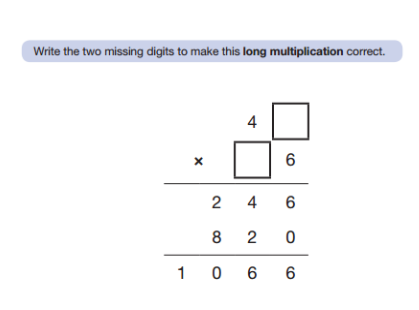 Write the two missing digits to make this long multiplication correct.
4
× 6
2 4 6
8 2 0
1 0 6 6